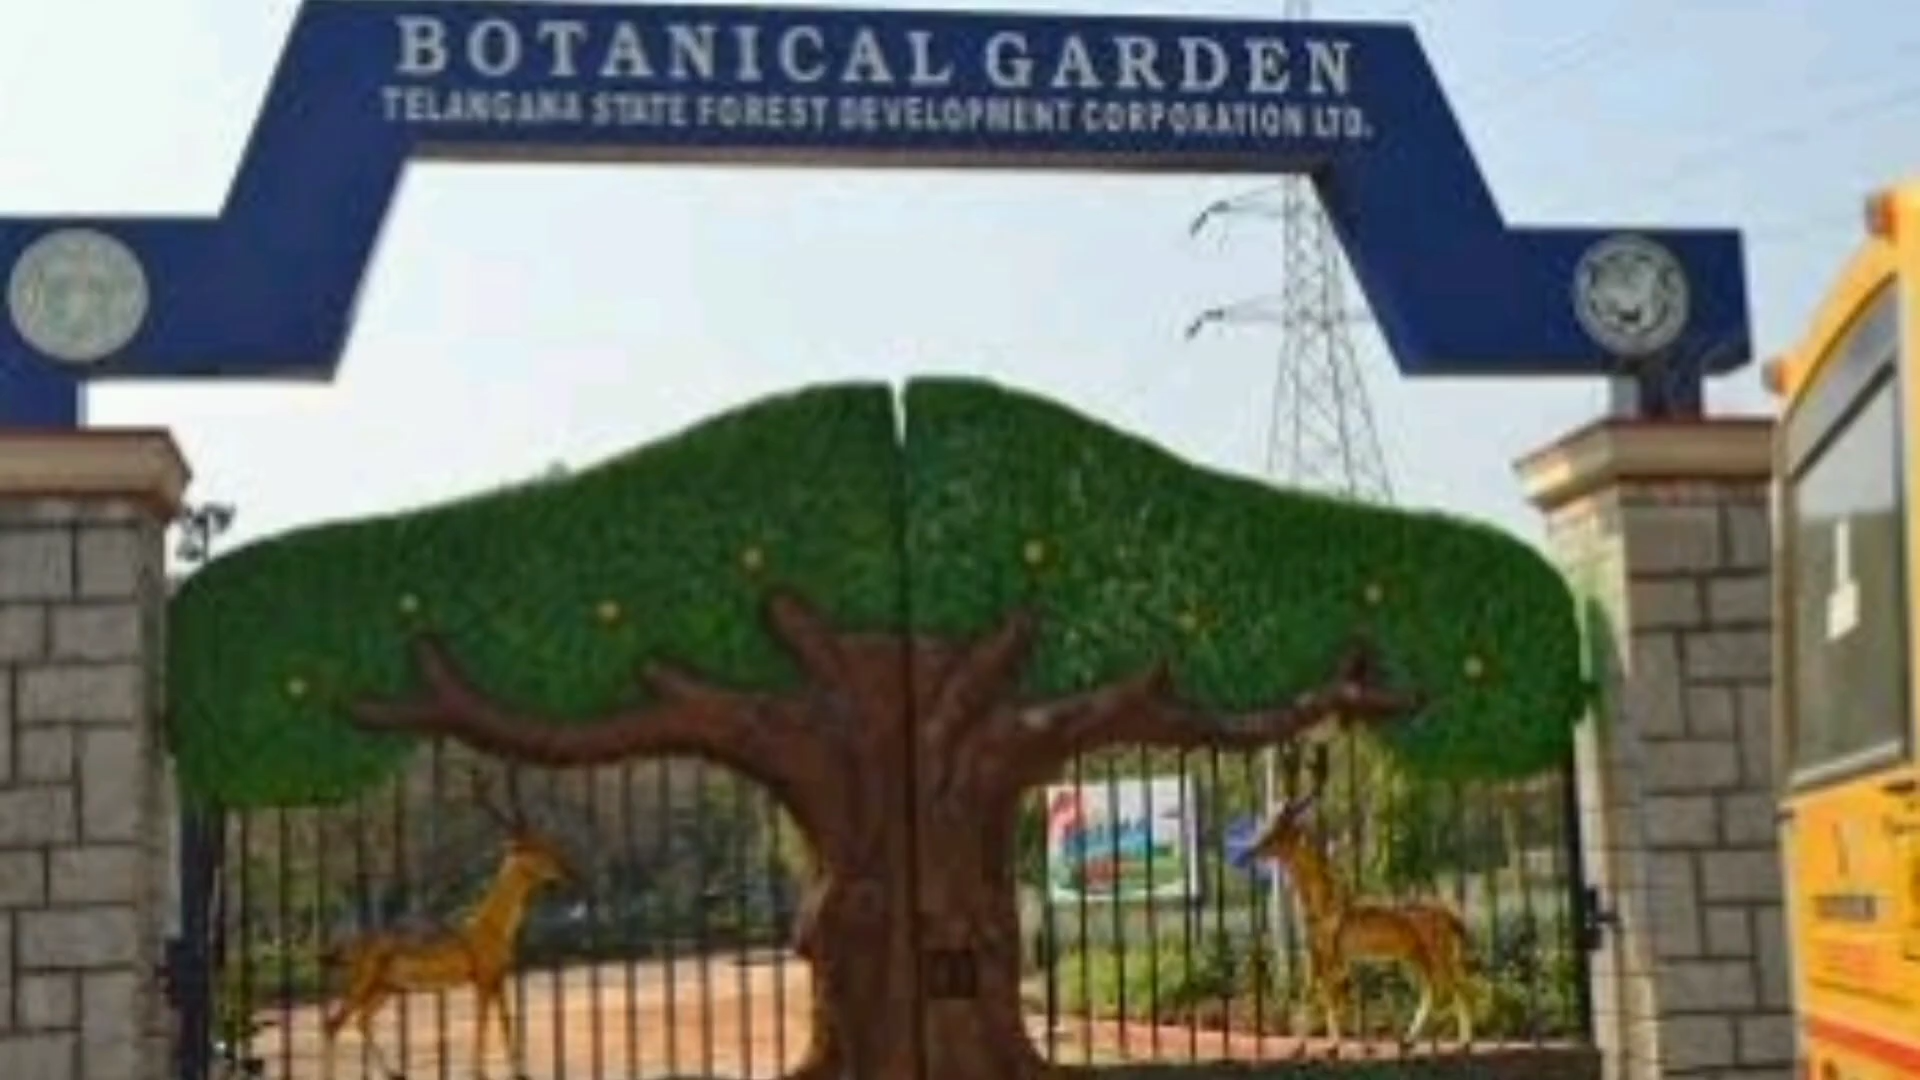 BOTANICAL GARDEN
TELANGANA STATE FOREST DEVELOPMENT CORPORATION LTD.